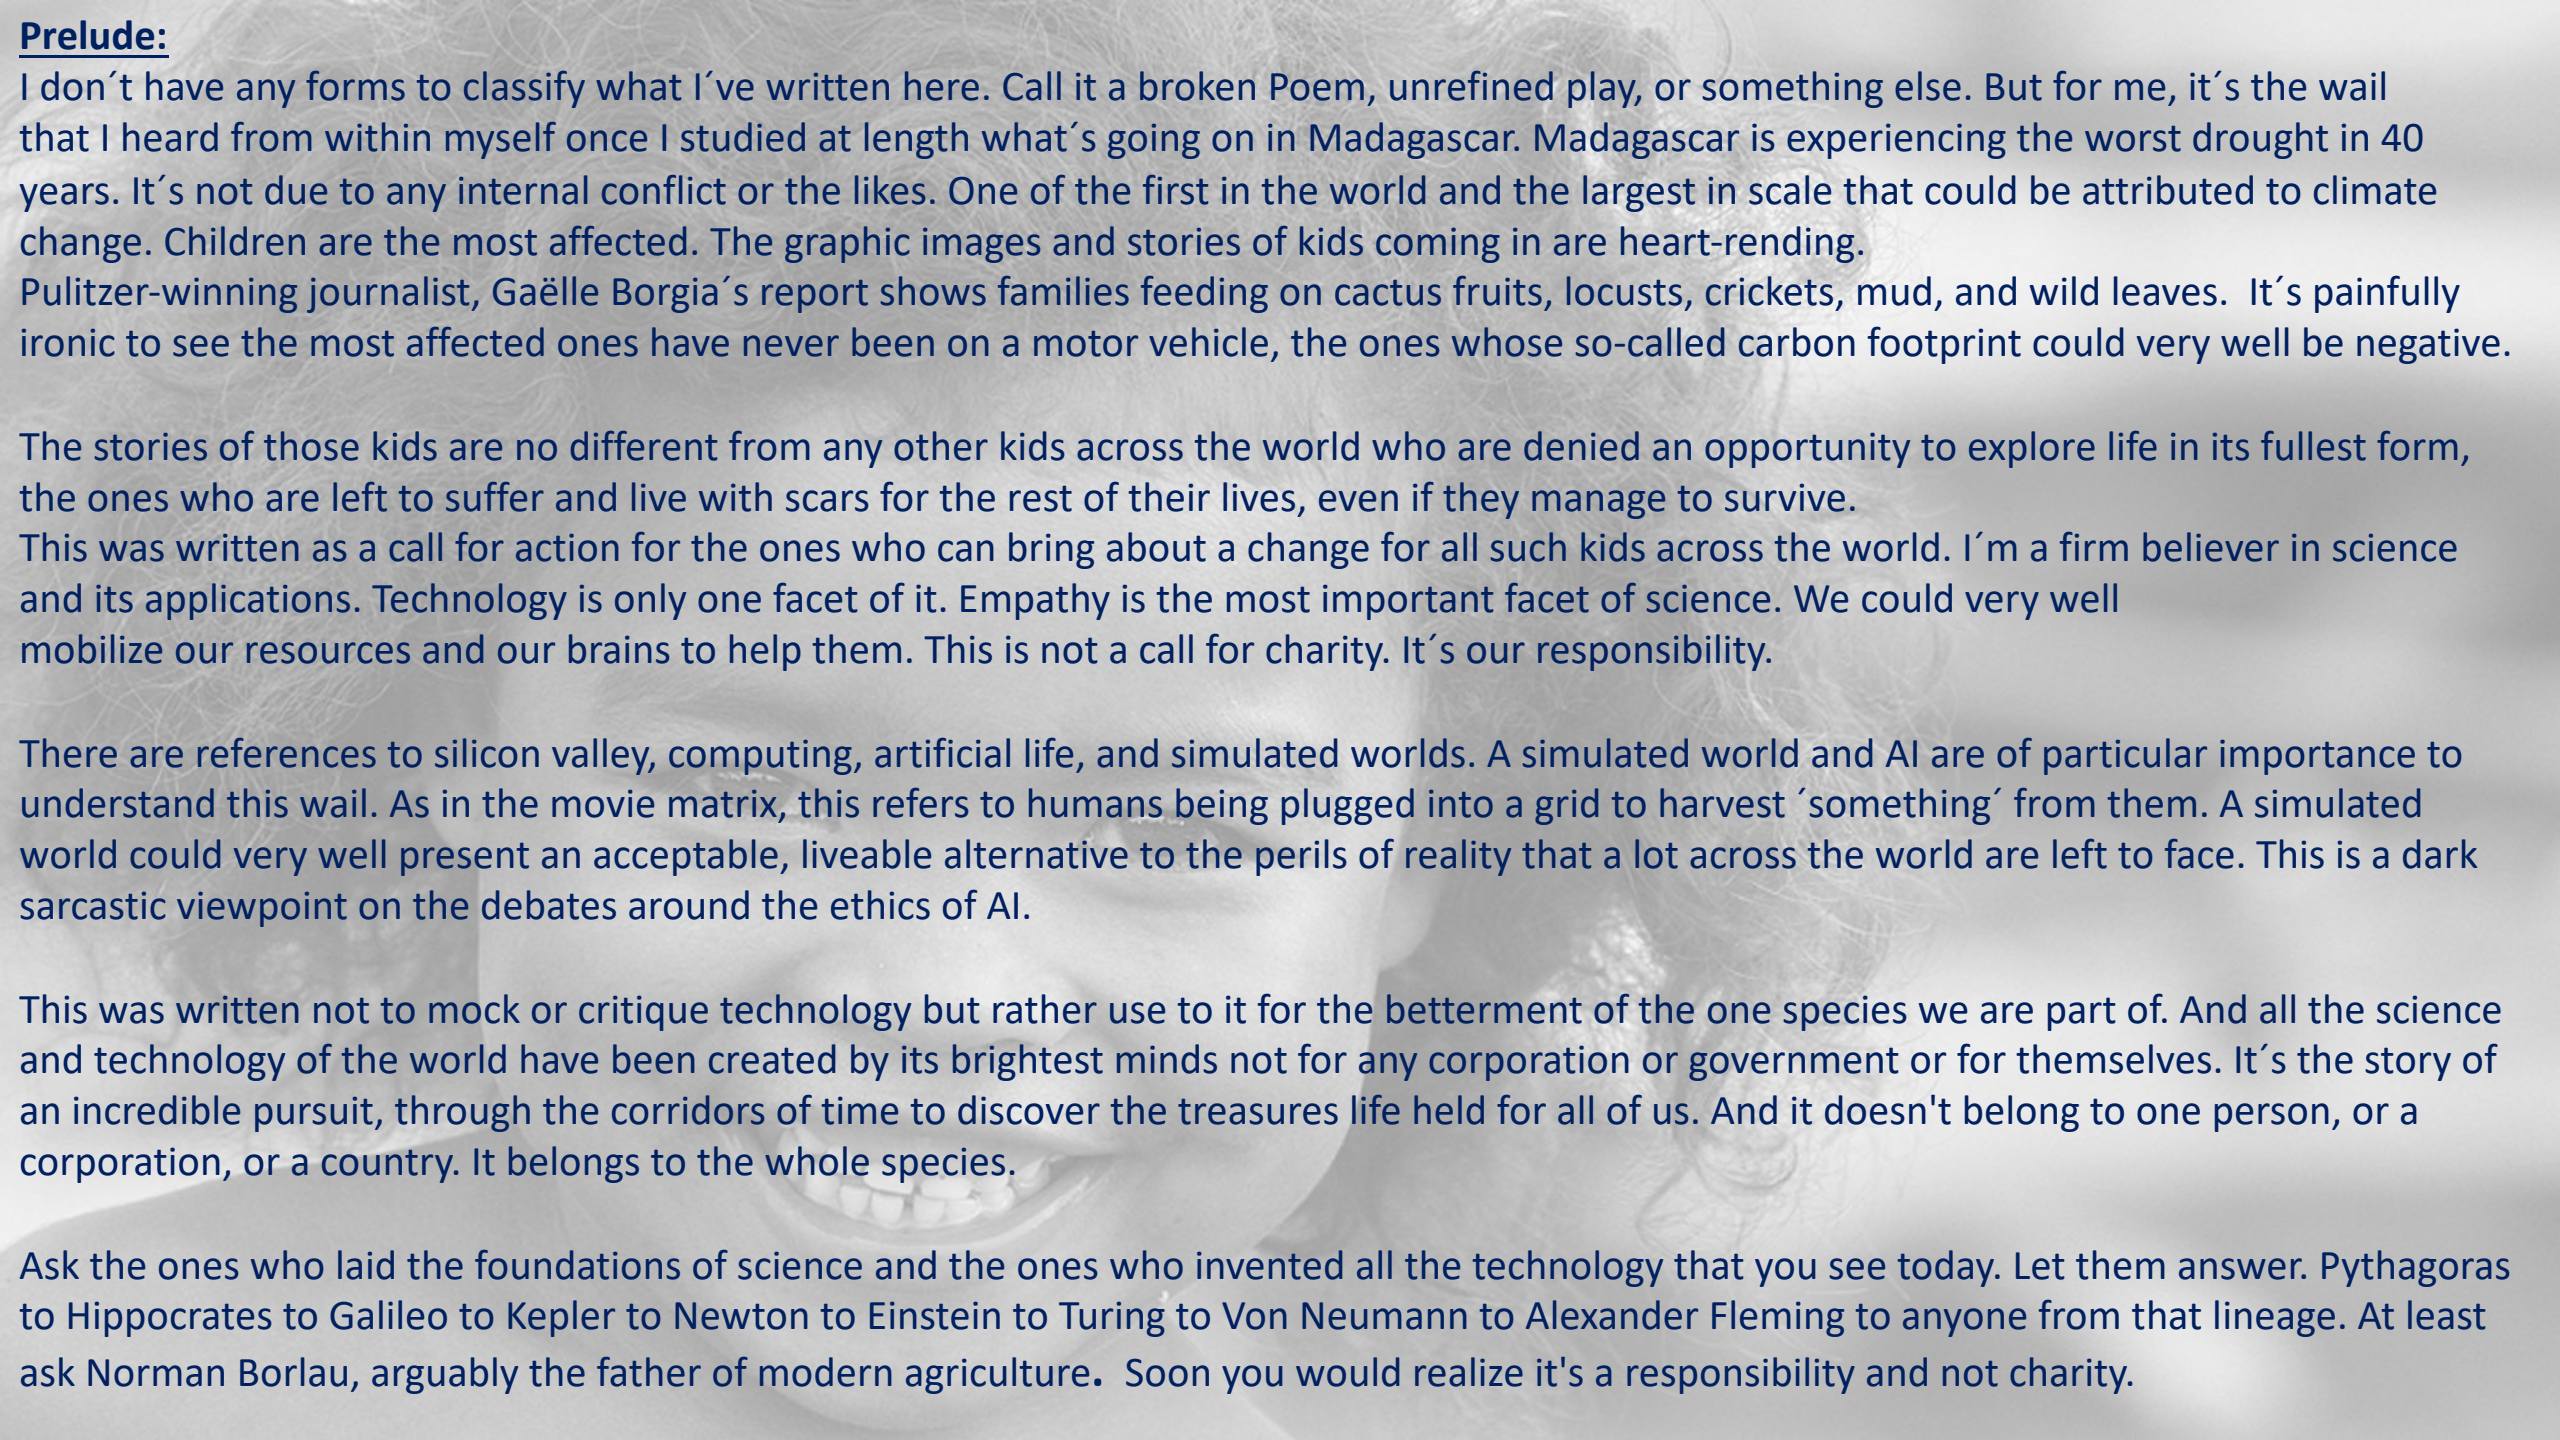 Prelude:
I don´t have any forms to classify what I´ve written here. Call it a broken Poem, unrefined play, or something else. But for me, it´s the wail
that I heard from within myself once I studied at length what´s going on in Madagascar. Madagascar is experiencing the worst drought in 40
years. It´s not due to any internal conflict or the likes. One of the first in the world and the largest in scale that could be attributed to climate
change. Children are the most affected. The graphic images and stories of kids coming in are heart-rending.
Pulitzer-winning journalist, Gaëlle Borgia´s report shows families feeding on cactus fruits, locusts, crickets, mud, and wild leaves.  It´s painfully
ironic to see the most affected ones have never been on a motor vehicle, the ones whose so-called carbon footprint could very well be negative.
The stories of those kids are no different from any other kids across the world who are denied an opportunity to explore life in its fullest form,
the ones who are left to suffer and live with scars for the rest of their lives, even if they manage to survive.
This was written as a call for action for the ones who can bring about a change for all such kids across the world. I´m a firm believer in science
and its applications. Technology is only one facet of it. Empathy is the most important facet of science. We could very well
mobilize our resources and our brains to help them. This is not a call for charity. It´s our responsibility.
There are references to silicon valley, computing, artificial life, and simulated worlds. A simulated world and AI are of particular importance to
understand this wail. As in the movie matrix, this refers to humans being plugged into a grid to harvest ´something´ from them. A simulated
world could very well present an acceptable, liveable alternative to the perils of reality that a lot across the world are left to face. This is a dark
sarcastic viewpoint on the debates around the ethics of AI.
This was written not to mock or critique technology but rather use to it for the betterment of the one species we are part of. And all the science
and technology of the world have been created by its brightest minds not for any corporation or government or for themselves. It´s the story of
an incredible pursuit, through the corridors of time to discover the treasures life held for all of us. And it doesn't belong to one person, or a
corporation, or a country. It belongs to the whole species.
Ask the ones who laid the foundations of science and the ones who invented all the technology that you see today. Let them answer. Pythagoras
to Hippocrates to Galileo to Kepler to Newton to Einstein to Turing to Von Neumann to Alexander Fleming to anyone from that lineage. At least
ask Norman Borlau, arguably the father of modern agriculture.  Soon you would realize it's a responsibility and not charity.